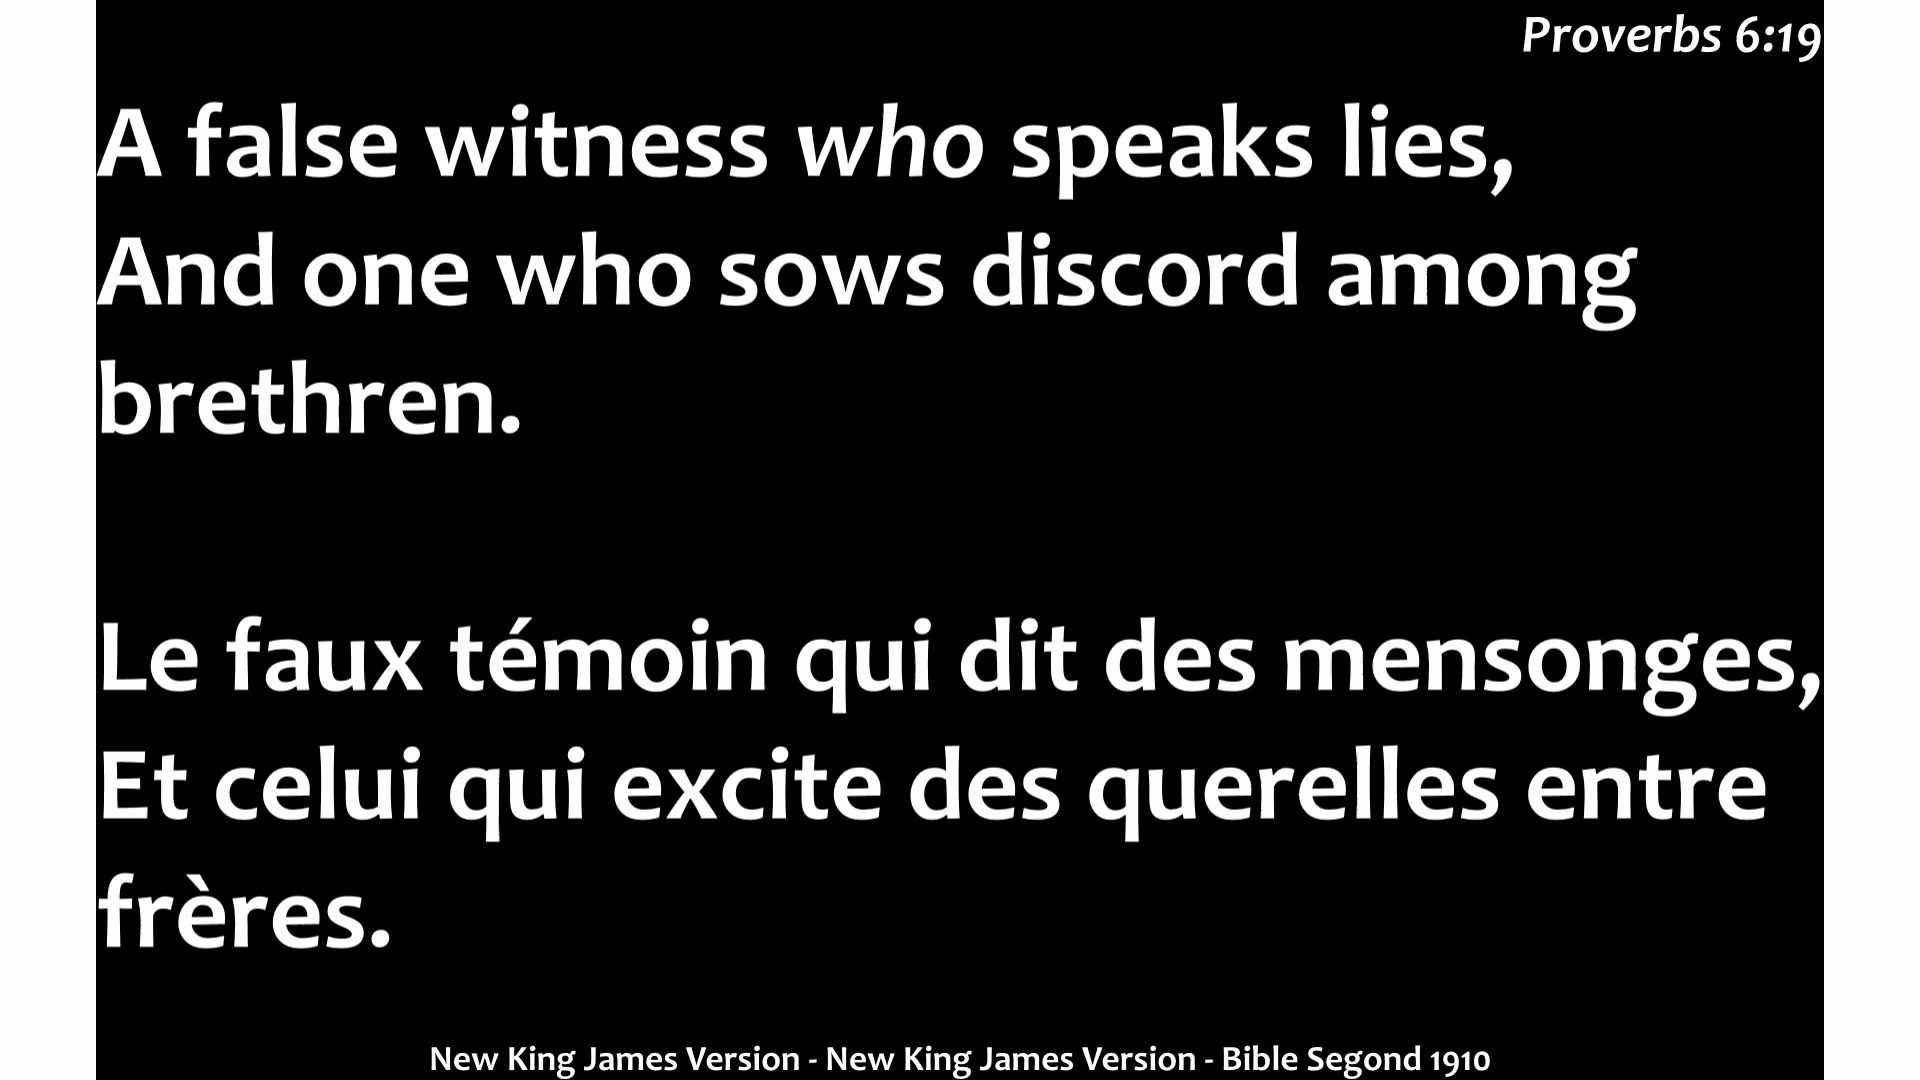 Proverbs 6:19
A false witness who speaks lies,
And one who sows discord among
brethren.
Le faux témoin qui dit des mensonges,
Et celui qui excite des querelles entre
frères.
New King James Version - New King James Version - Bible Segond 1910